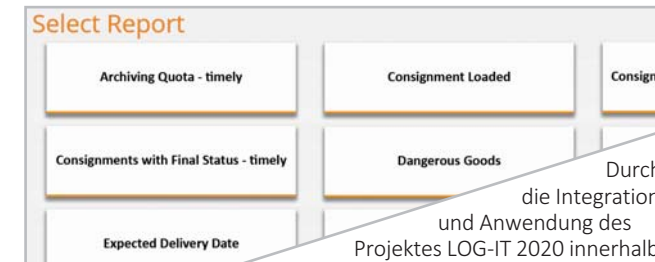 Select Report
Archiving Quota - timely
Consignment Loaded
Consignments with Final Status - timely
Dangerous Goods
Expected Delivery Date
Durch
die Integration
und Anwendung des
Projektes LOG-IT 2020 innerhalb